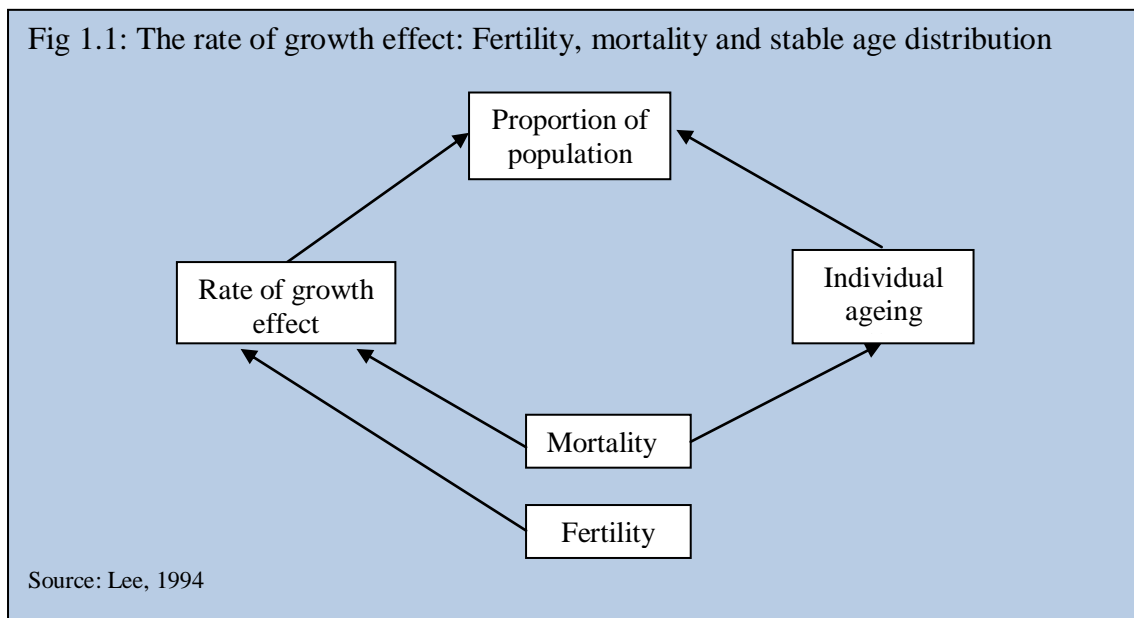 Fig 1.1: The rate of growth effect: Fertility, mortality and stable age distribution
Proportion of
population
Rate of growth
effect
Individual
ageing
Mortality
Fertility
Source: Lee, 1994